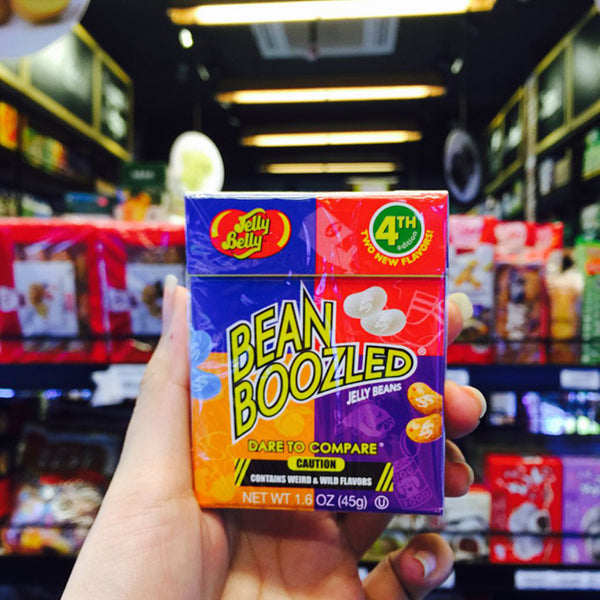 Jelly
Belly
4TH
edition
TWO NEW FLAVORS!
BEAN
BOOZLED®
JELLY BEANS
DARE TO COMPARE®
CAUTION
CONTAINS WEIRD & WILD FLAVORS
NET WT 1.6 OZ (45g) U